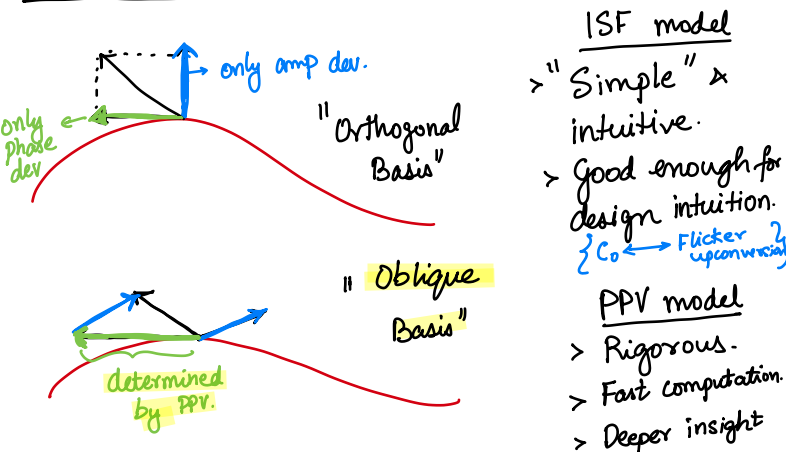 only amp dev.
only
Phase
dev
"Orthogonal
Basis"
"Oblique
Basis"
determined
by PPV.
ISF model
> "Simple" &
intuitive.
> Good enough for
design intuition.
{ C₀ ↔ Flicker
upconversion }
PPV model
> Rigorous.
> Fast computation.
> Deeper insight